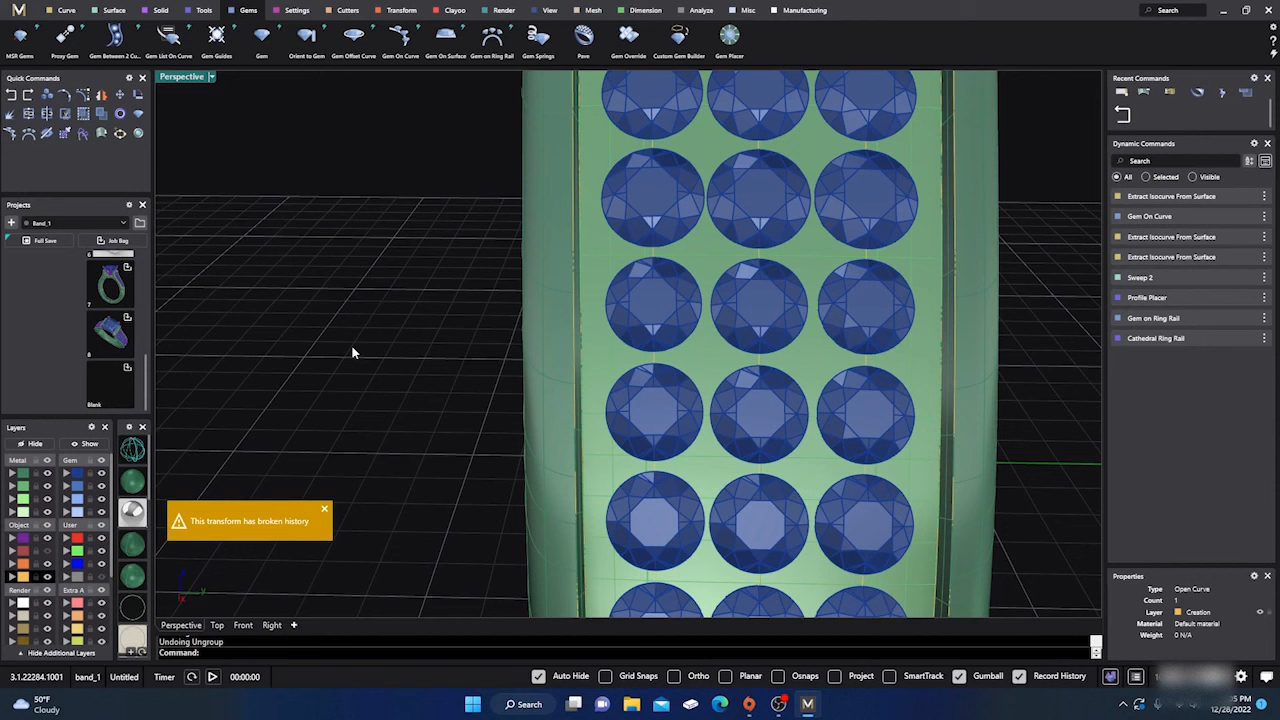 Curve
Surface
Solid
Tools
Gems
Settings
Cutters
Transform
Clayoo
Render
View
Mesh
Dimension
Analyze
Misc
Manufacturing
Search
MSR Gems
Proxy Gem
Gem Between 2 Cu...
Gem List On Curve
Gem Guides
Gem
Orient to Gem
Gem Offset Curve
Gem On Curve
Gem On Surface
Gem on Ring Rail
Gem Springs
Pave
Gem Override
Custom Gem Builder
Gem Placer
Quick Commands
Perspective
Recent Commands
Dynamic Commands
Search
All
Selected
Visible
Extract Isocurve From Surface
Gem On Curve
Extract Isocurve From Surface
Extract Isocurve From Surface
Sweep 2
Profile Placer
Gem on Ring Rail
Cathedral Ring Rail
Projects
Band_1
Full Save
Job Bag
7
8
Blank
Layers
Hide
Show
Metal
Gem
Object
User
Render
Extra A
Hide Additional Layers
This transform has broken history
z
y
x
Properties
Type Open Curve
Count 1
Layer Creation
Material Default material
Weight 0 N/A
Perspective
Top
Front
Right
Undoing Ungroup
Command:
3.1.22284.1001
band_1
Untitled
Timer
00:00:00
Auto Hide
Grid Snaps
Ortho
Planar
Osnaps
Project
SmartTrack
Gumball
Record History
50°F
Cloudy
Search
12/28/2022